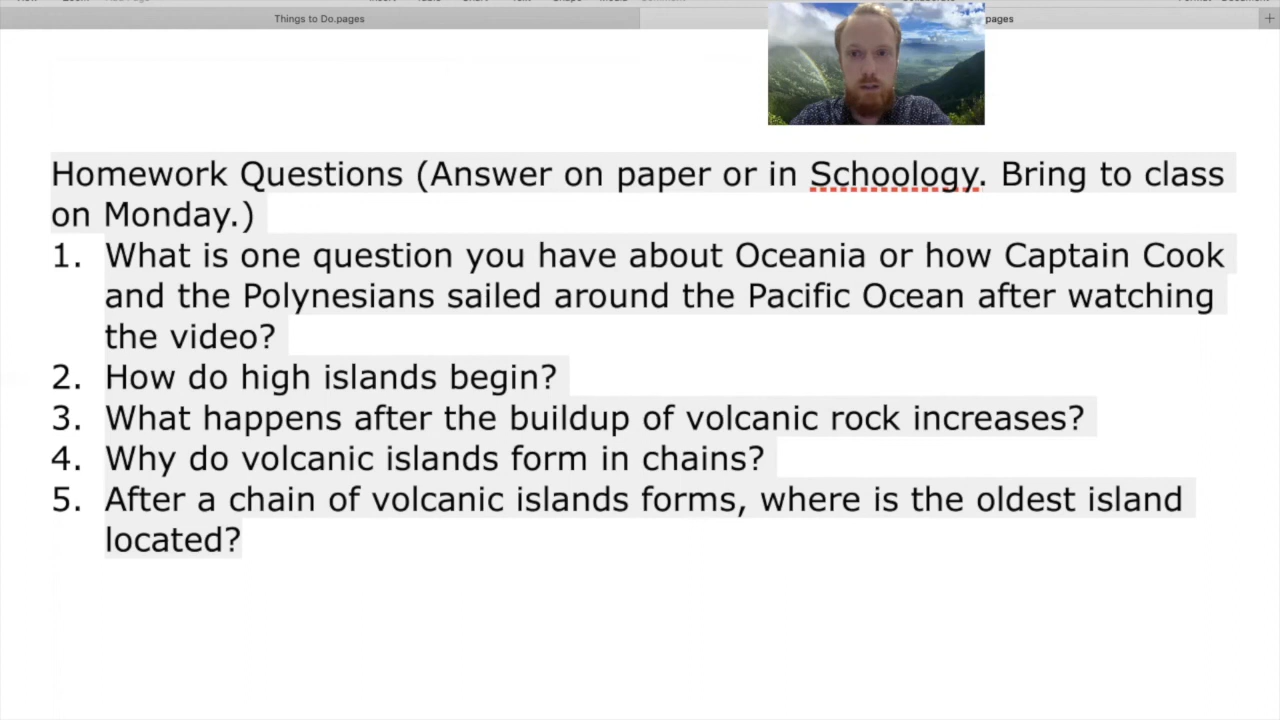 Things to Do.pages
pages
Homework Questions (Answer on paper or in Schoology. Bring to class
on Monday.)
1. What is one question you have about Oceania or how Captain Cook
and the Polynesians sailed around the Pacific Ocean after watching
the video?
2. How do high islands begin?
3. What happens after the buildup of volcanic rock increases?
4. Why do volcanic islands form in chains?
5. After a chain of volcanic islands forms, where is the oldest island
located?